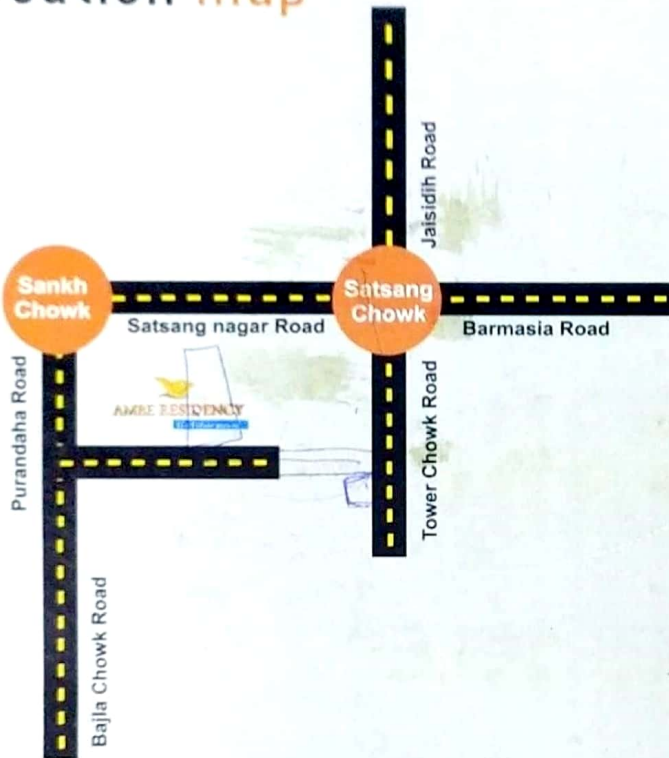 map
Jaisidih Road
Sankh
Chowk
Satsang
Chowk
Satsang nagar Road
Barmasia Road
Purandaha Road
AMBE RESIDENCY
Tower Chowk Road
Bajla Chowk Road